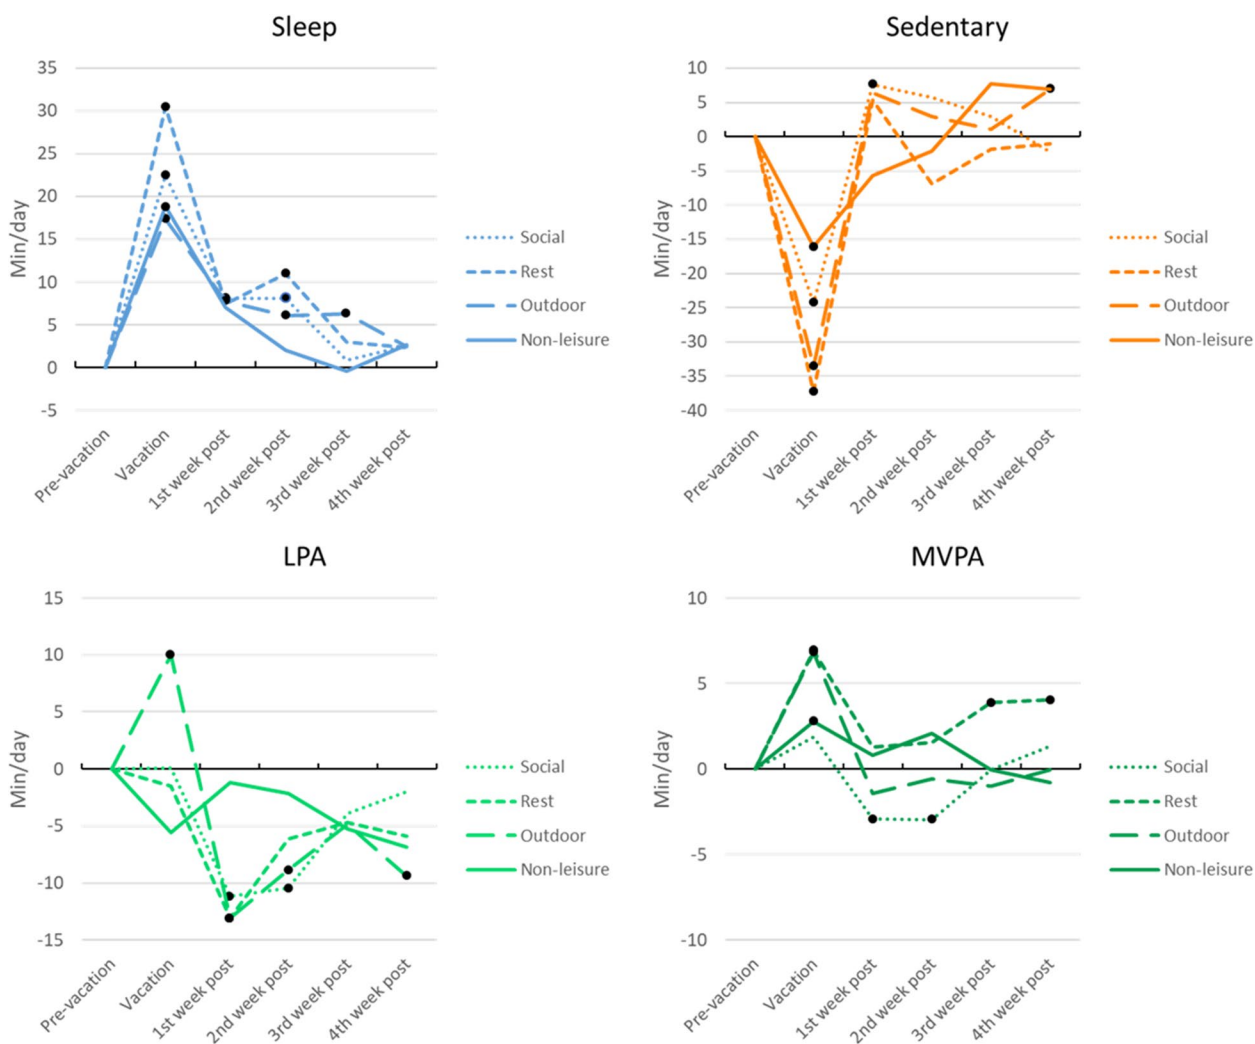 Sleep
35
30
25
20
15
10
5
0
-5
Min/day
Pre-vacation
Vacation
1st week post
2nd week post
3rd week post
4th week post
Social
Rest
Outdoor
Non-leisure
Sedentary
10
5
0
-5
-10
-15
-20
-25
-30
-35
-40
Min/day
Pre-vacation
Vacation
1st week post
2nd week post
3rd week post
4th week post
Social
Rest
Outdoor
Non-leisure
LPA
15
10
5
0
-5
-10
-15
Min/day
Pre-vacation
Vacation
1st week post
2nd week post
3rd week post
4th week post
Social
Rest
Outdoor
Non-leisure
MVPA
10
5
0
-5
-10
Min/day
Pre-vacation
Vacation
1st week post
2nd week post
3rd week post
4th week post
Social
Rest
Outdoor
Non-leisure